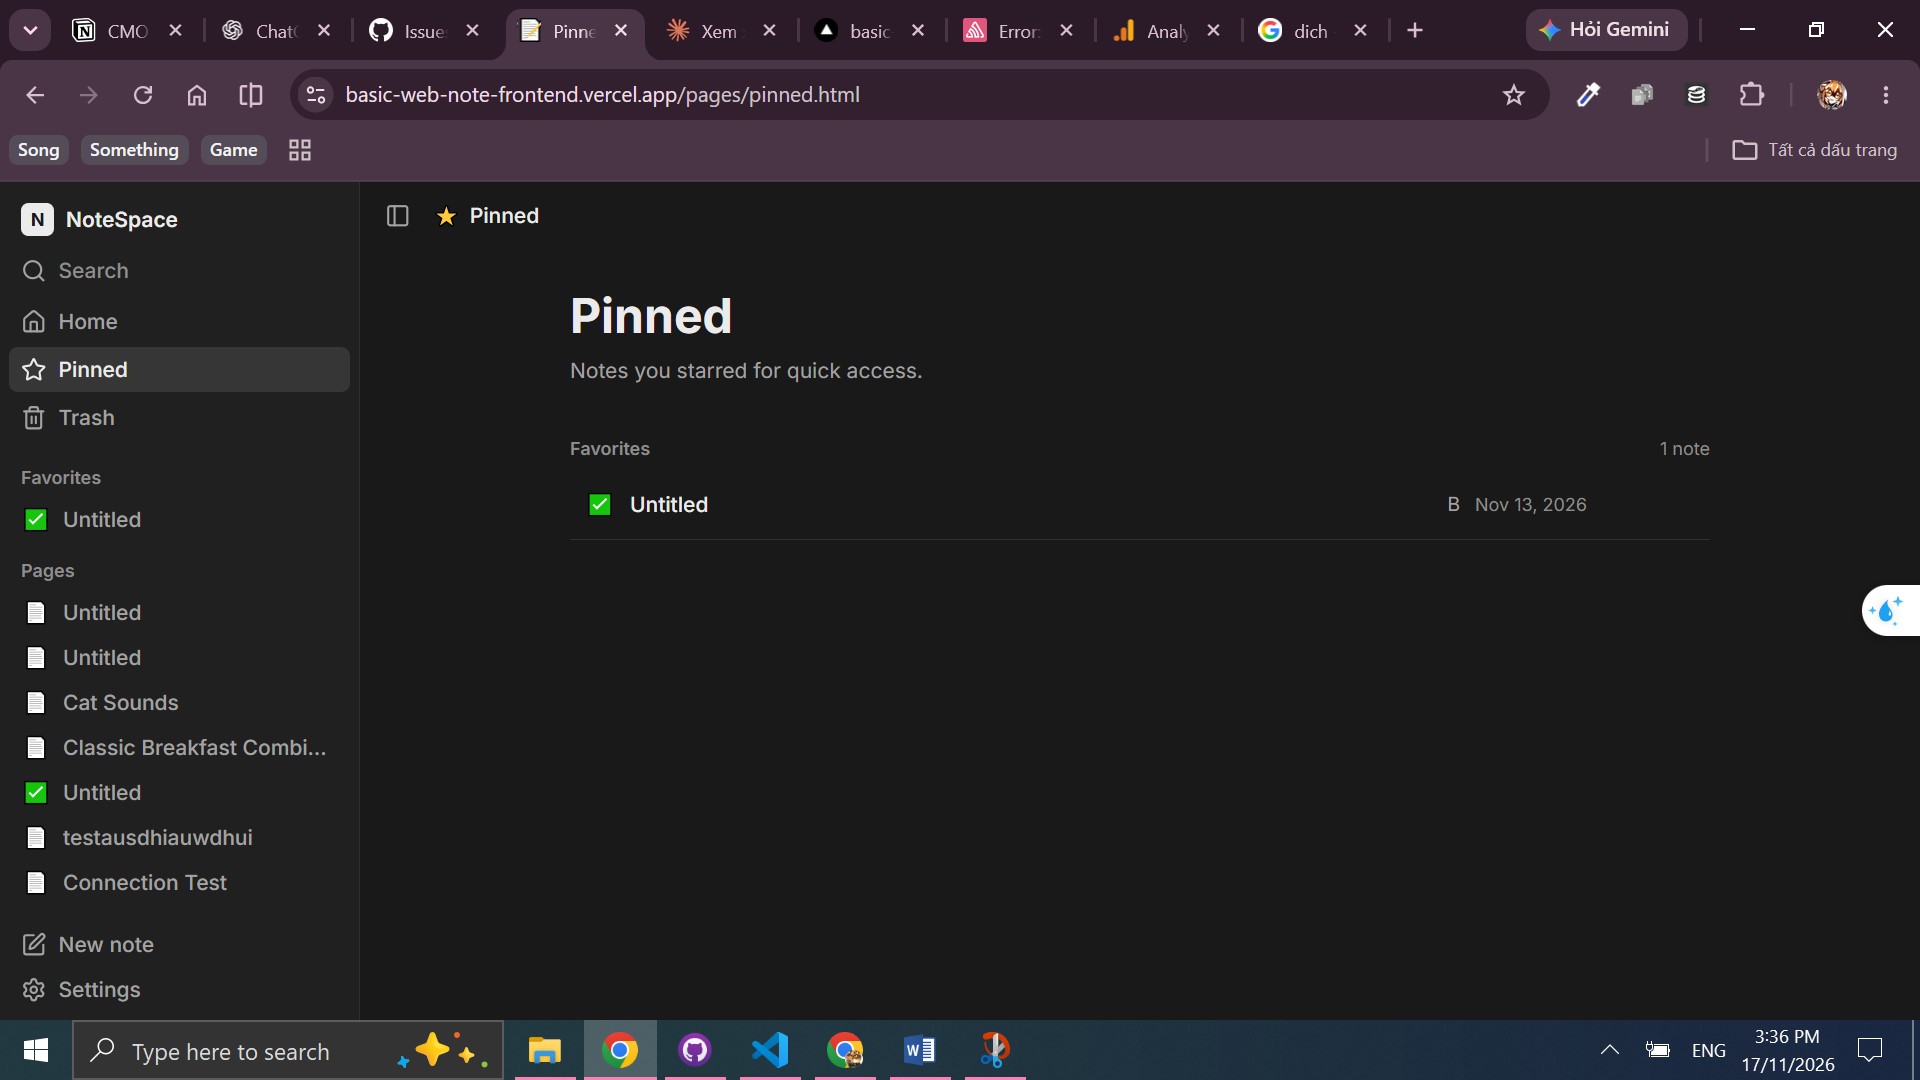 CMO
Chat
Issue
Pinne
Xem
basic
Error:
Analy
dich
Hỏi Gemini
basic-web-note-frontend.vercel.app/pages/pinned.html
Song
Something
Game
Tất cả dấu trang
N NoteSpace
Search
Home
Pinned
Trash
Favorites
Untitled
Pages
Untitled
Untitled
Cat Sounds
Classic Breakfast Combi...
Untitled
testausdhiauwdhui
Connection Test
New note
Settings
Pinned
Pinned
Notes you starred for quick access.
Favorites
1 note
Untitled
B Nov 13, 2026
Type here to search
ENG
3:36 PM
17/11/2026